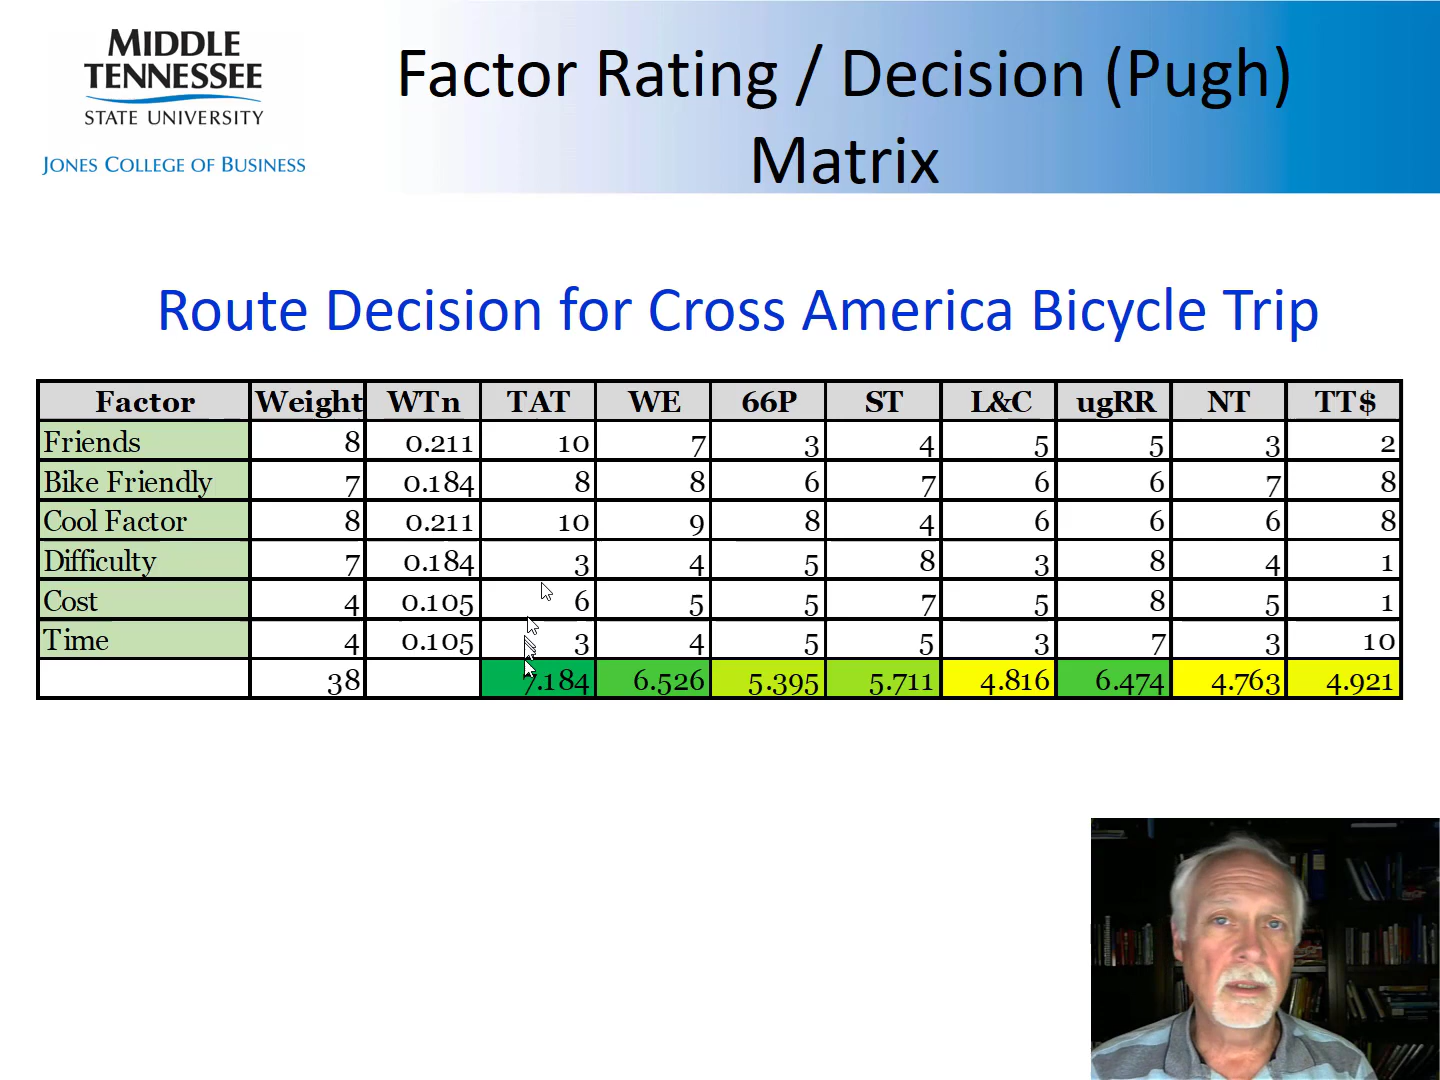 MIDDLE
TENNESSEE
STATE UNIVERSITY
JONES COLLEGE OF BUSINESS
Factor Rating / Decision (Pugh)
Matrix
Route Decision for Cross America Bicycle Trip
Factor Weight WTn TAT WE 66P ST L&C ugRR NT TT$
Friends 8 0.211 10 7 3 4 5 5 3 2
Bike Friendly 7 0.184 8 8 6 7 6 6 7 8
Cool Factor 8 0.211 10 9 8 4 6 6 6 8
Difficulty 7 0.184 3 4 5 8 3 8 4 1
Cost 4 0.105 6 5 5 7 5 8 5 1
Time 4 0.105 3 4 5 5 3 7 3 10
38 7.184 6.526 5.395 5.711 4.816 6.474 4.763 4.921